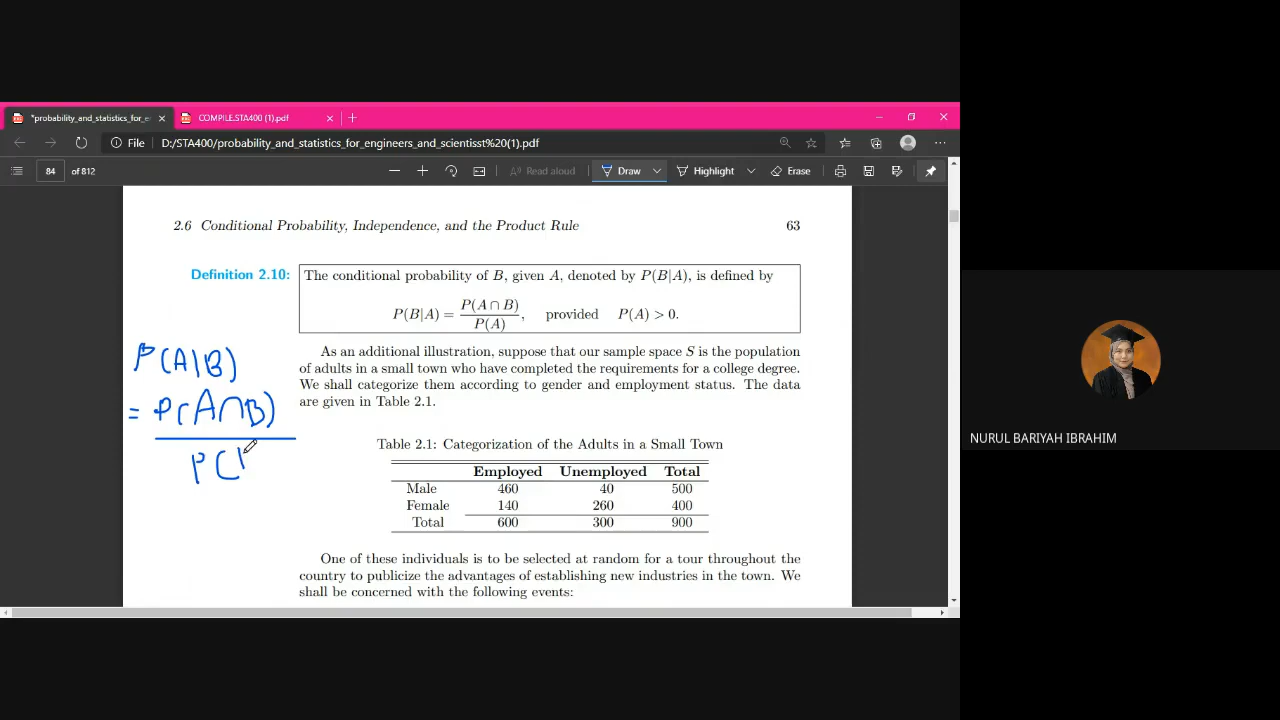 *probability_and_statistics_for_er
COMPILE.STA400 (1).pdf
File
D:/STA400/probability_and_statistics_for_engineers_and_scientisst%20(1).pdf
84 of 812
Read aloud
Draw
Highlight
Erase
2.6 Conditional Probability, Independence, and the Product Rule 63
Definition 2.10:
The conditional probability of B, given A, denoted by P(B|A), is defined by
P(B|A) = P(A ∩ B) / P(A), provided P(A) > 0.
P(A|B)
= P(A∩B)
P(
As an additional illustration, suppose that our sample space S is the population
of adults in a small town who have completed the requirements for a college degree.
We shall categorize them according to gender and employment status. The data
are given in Table 2.1.
Table 2.1: Categorization of the Adults in a Small Town
Employed Unemployed Total
Male 460 40 500
Female 140 260 400
Total 600 300 900
One of these individuals is to be selected at random for a tour throughout the
country to publicize the advantages of establishing new industries in the town. We
shall be concerned with the following events:
NURUL BARIYAH IBRAHIM